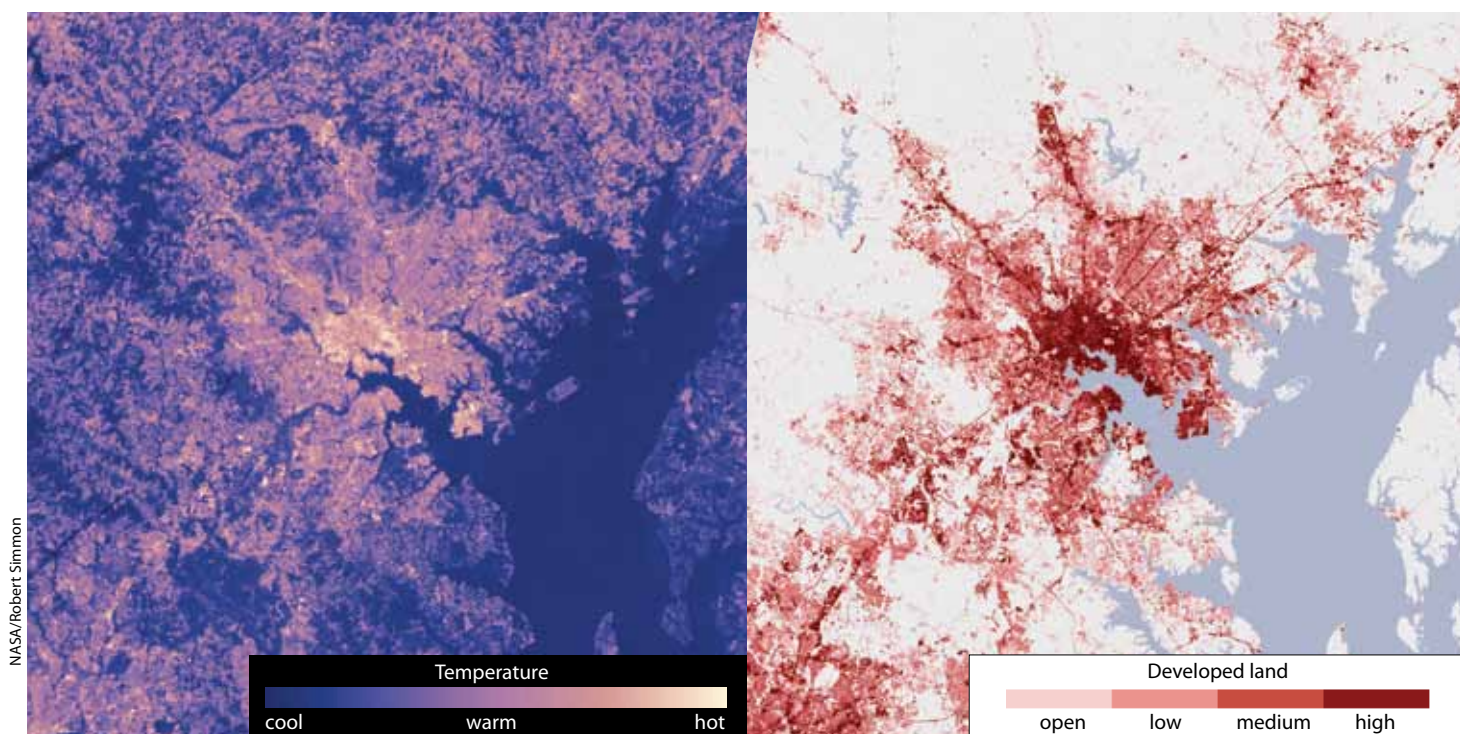 NASA/Robert Simmon
Temperature
cool warm hot
Developed land
open low medium high